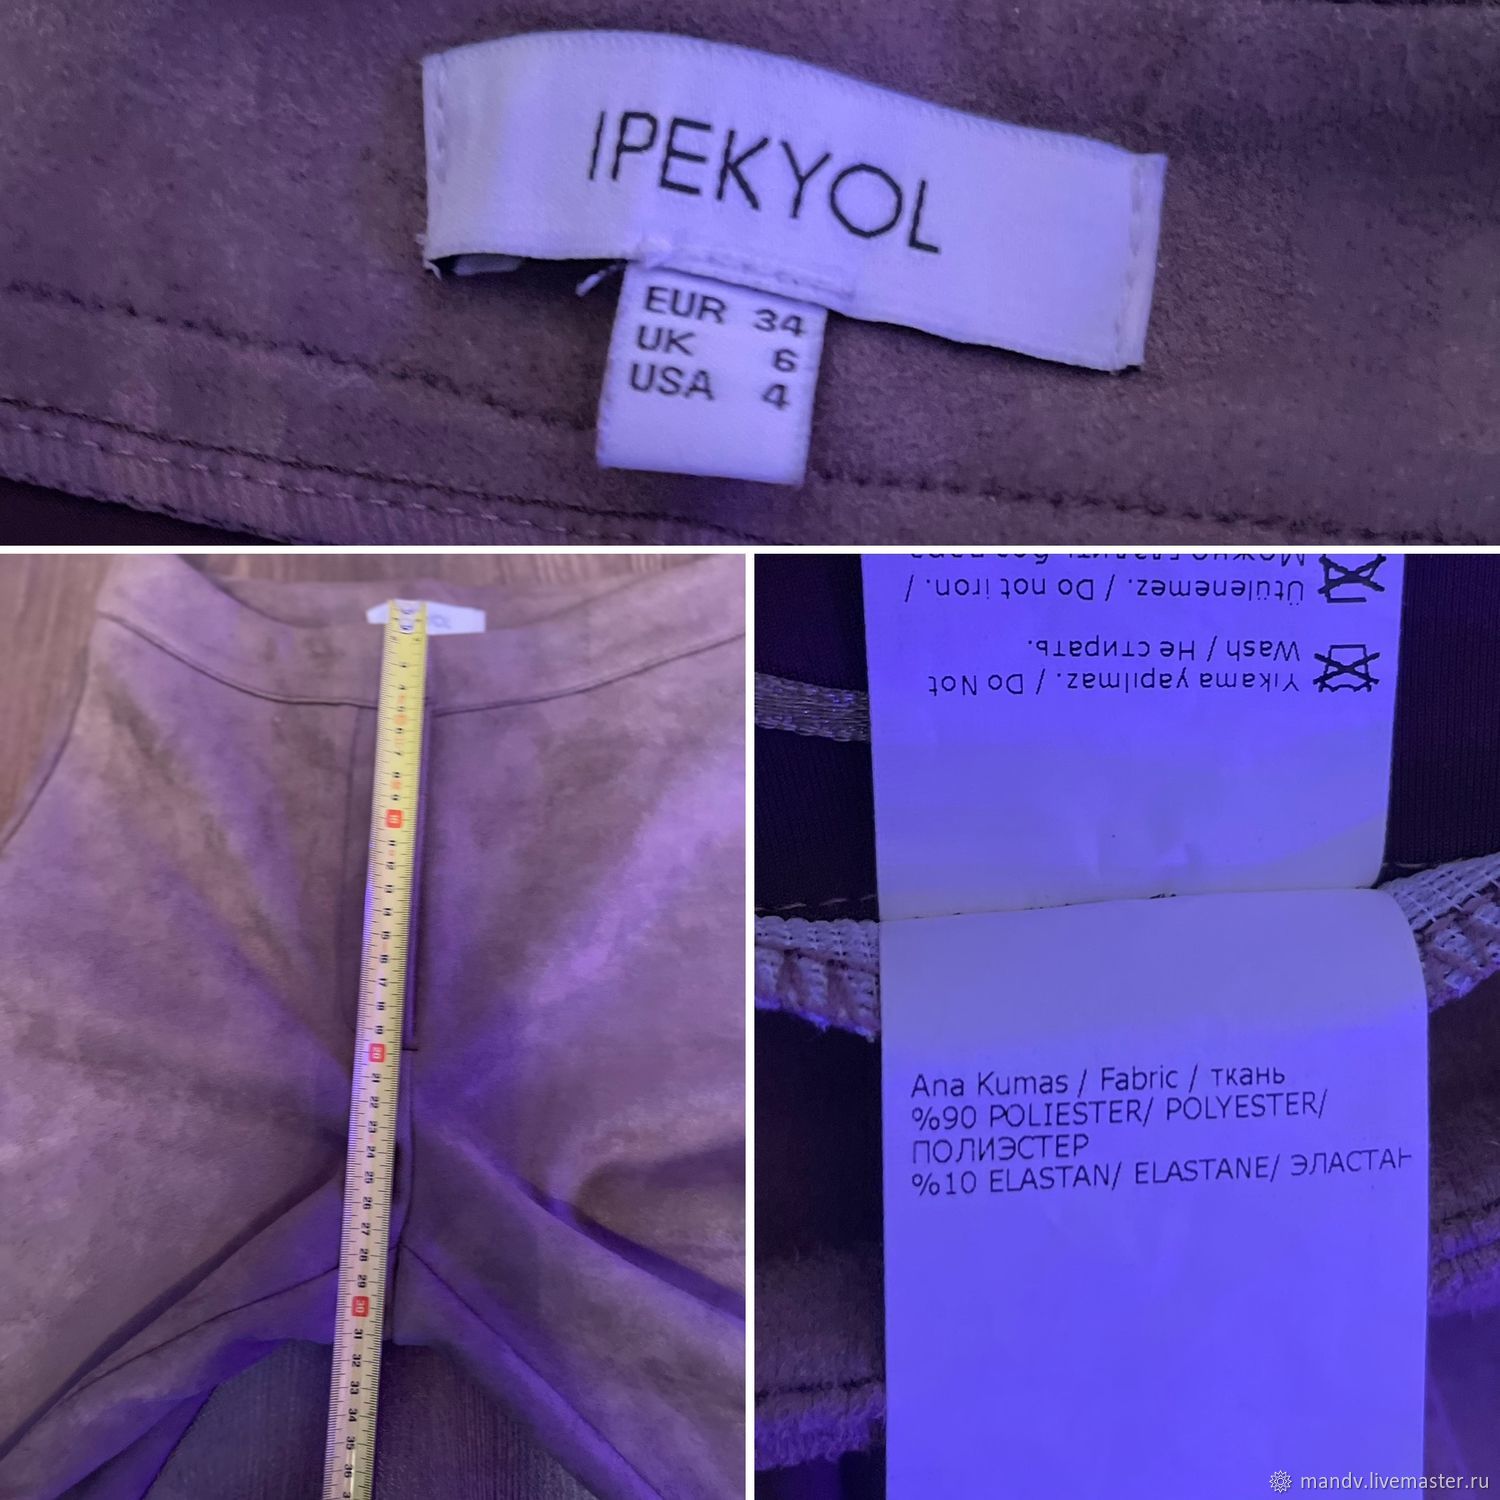 IPEKYOL
EUR 34
UK 6
USA 4
Ütülenemez. / Do not iron. /
Yıkama yapılmaz. / Do Not
Wash / Не стирать.
Ana Kumas / Fabric / ткань
%90 POLIESTER/ POLYESTER/
ПОЛИЭСТЕР
%10 ELASTAN/ ELASTANE/ ЭЛАСТАН
mandv.livemaster.ru